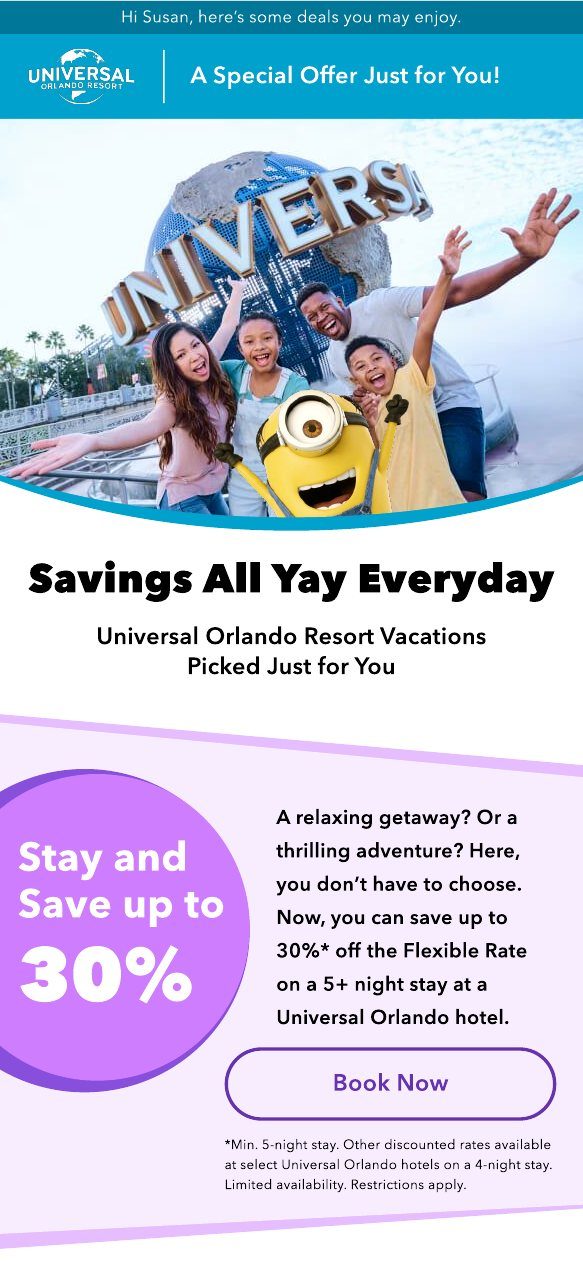 Hi Susan, here's some deals you may enjoy.
UNIVERSAL
ORLANDO RESORT
A Special Offer Just for You!
UNIVERSA
Savings All Yay Everyday
Universal Orlando Resort Vacations
Picked Just for You
Stay and
Save up to
30%
A relaxing getaway? Or a
thrilling adventure? Here,
you don't have to choose.
Now, you can save up to
30%* off the Flexible Rate
on a 5+ night stay at a
Universal Orlando hotel.
Book Now
*Min. 5-night stay. Other discounted rates available
at select Universal Orlando hotels on a 4-night stay.
Limited availability. Restrictions apply.